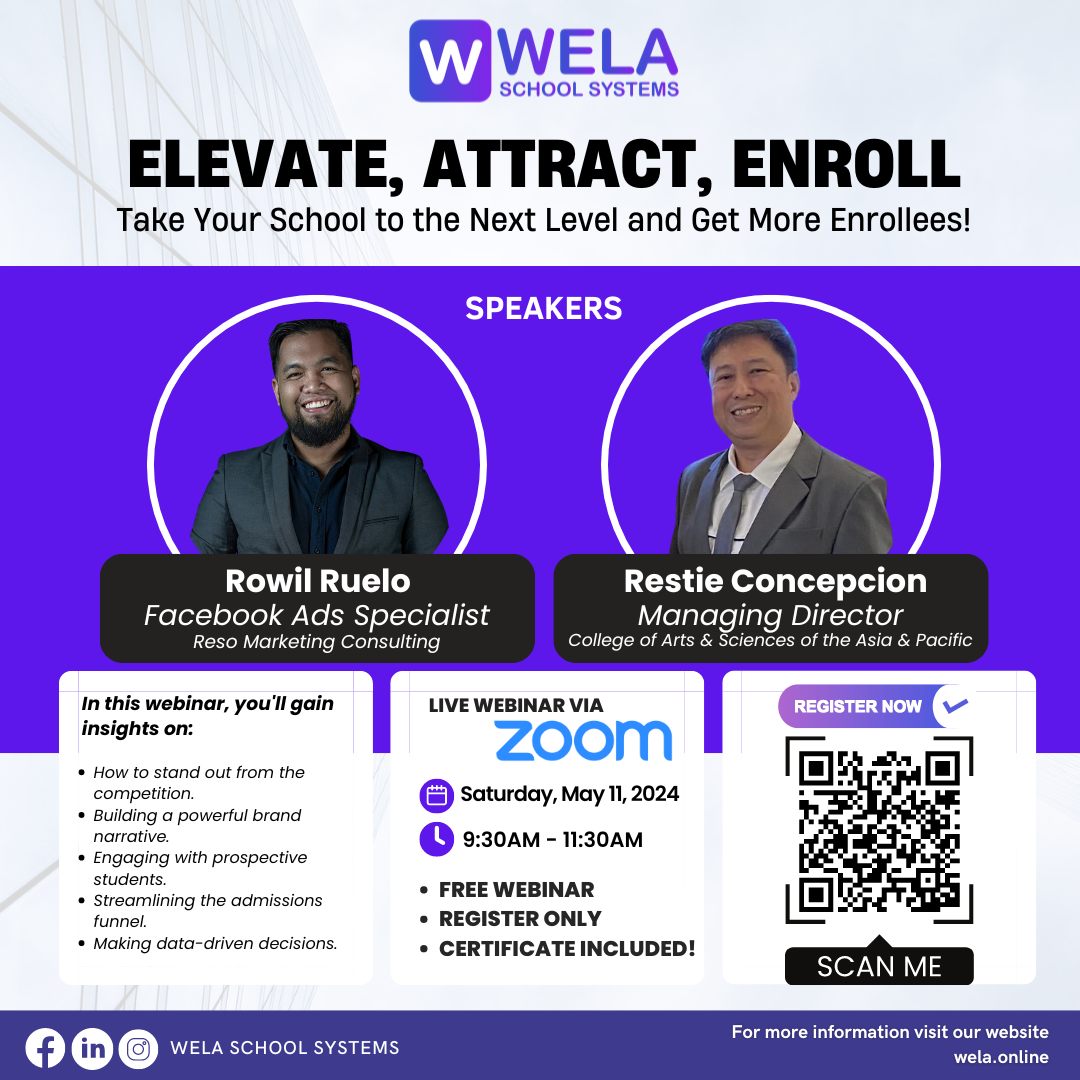 W WELA
SCHOOL SYSTEMS
ELEVATE, ATTRACT, ENROLL
Take Your School to the Next Level and Get More Enrollees!
SPEAKERS
Rowil Ruelo
Facebook Ads Specialist
Reso Marketing Consulting
Restie Concepcion
Managing Director
College of Arts & Sciences of the Asia & Pacific
In this webinar, you'll gain
insights on:
• How to stand out from the
competition.
• Building a powerful brand
narrative.
• Engaging with prospective
students.
• Streamlining the admissions
funnel.
• Making data-driven decisions.
LIVE WEBINAR VIA
zoom
Saturday, May 11, 2024
9:30AM - 11:30AM
• FREE WEBINAR
• REGISTER ONLY
• CERTIFICATE INCLUDED!
REGISTER NOW
SCAN ME
WELA SCHOOL SYSTEMS
For more information visit our website
wela.online